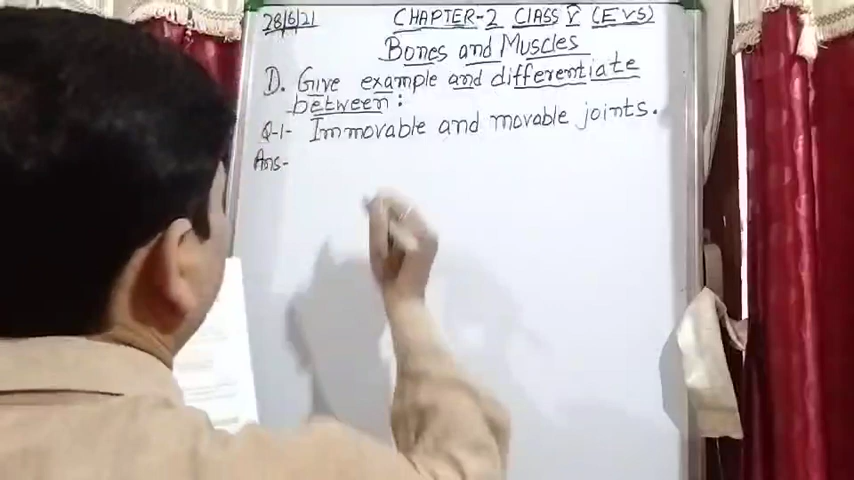 28/6/21 CHAPTER-2 CLASS V (EVS)
Bones and Muscles
D. Give example and differentiate
between :
Q-1- Immovable and movable joints.
Ans-